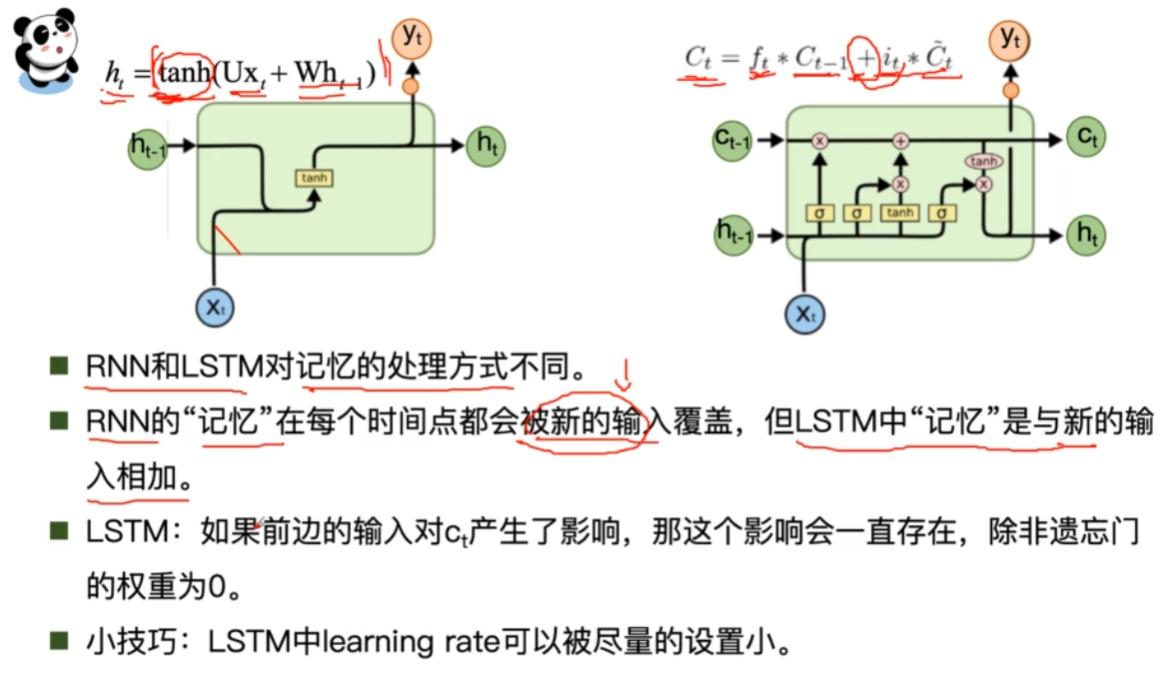 h_t = tanh(Ux_t + Wh_{t-1})
y_t
h_{t-1}
h_t
tanh
x_t
C_t = f_t * C_{t-1} + i_t * C̃_t
y_t
c_{t-1}
x
+
c_t
tanh
x
x
σ
σ
tanh
σ
h_{t-1}
h_t
x_t
RNN和LSTM对记忆的处理方式不同。
RNN的“记忆”在每个时间点都会被新的输入覆盖，但LSTM中“记忆”是与新的输
入相加。
LSTM：如果前边的输入对c_t产生了影响，那这个影响会一直存在，除非遗忘门
的权重为0。
小技巧：LSTM中learning rate可以被尽量的设置小。